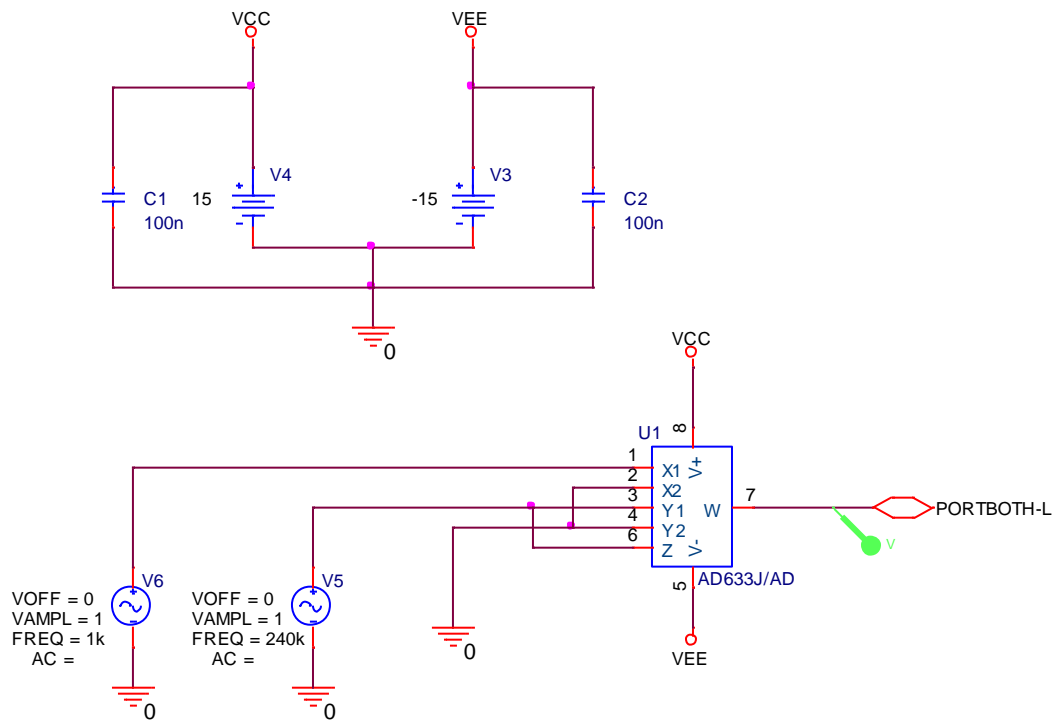 VCC
VEE
V4
V3
C1
15
-15
C2
100n
100n
0
VCC
U1
8
1
X1
V+
2
X2
3
Y1
W
7
PORTBOTH-L
4
Y2
6
Z
V-
V
5
AD633J/AD
V6
V5
VOFF = 0
VAMPL = 1
FREQ = 1k
AC =
VOFF = 0
VAMPL = 1
FREQ = 240k
AC =
0
VEE
0
0